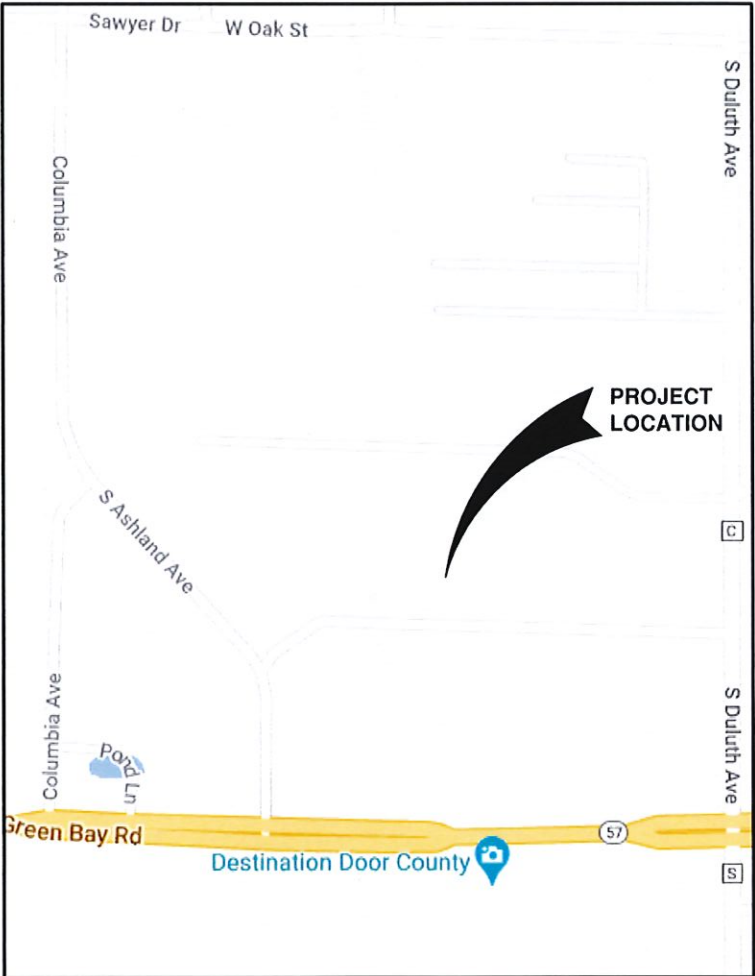 Sawyer Dr
W Oak St
S Duluth Ave
Columbia Ave
PROJECT
LOCATION
S Ashland Ave
C
Columbia Ave
S Duluth Ave
Pond Ln
Green Bay Rd
57
Destination Door County
S